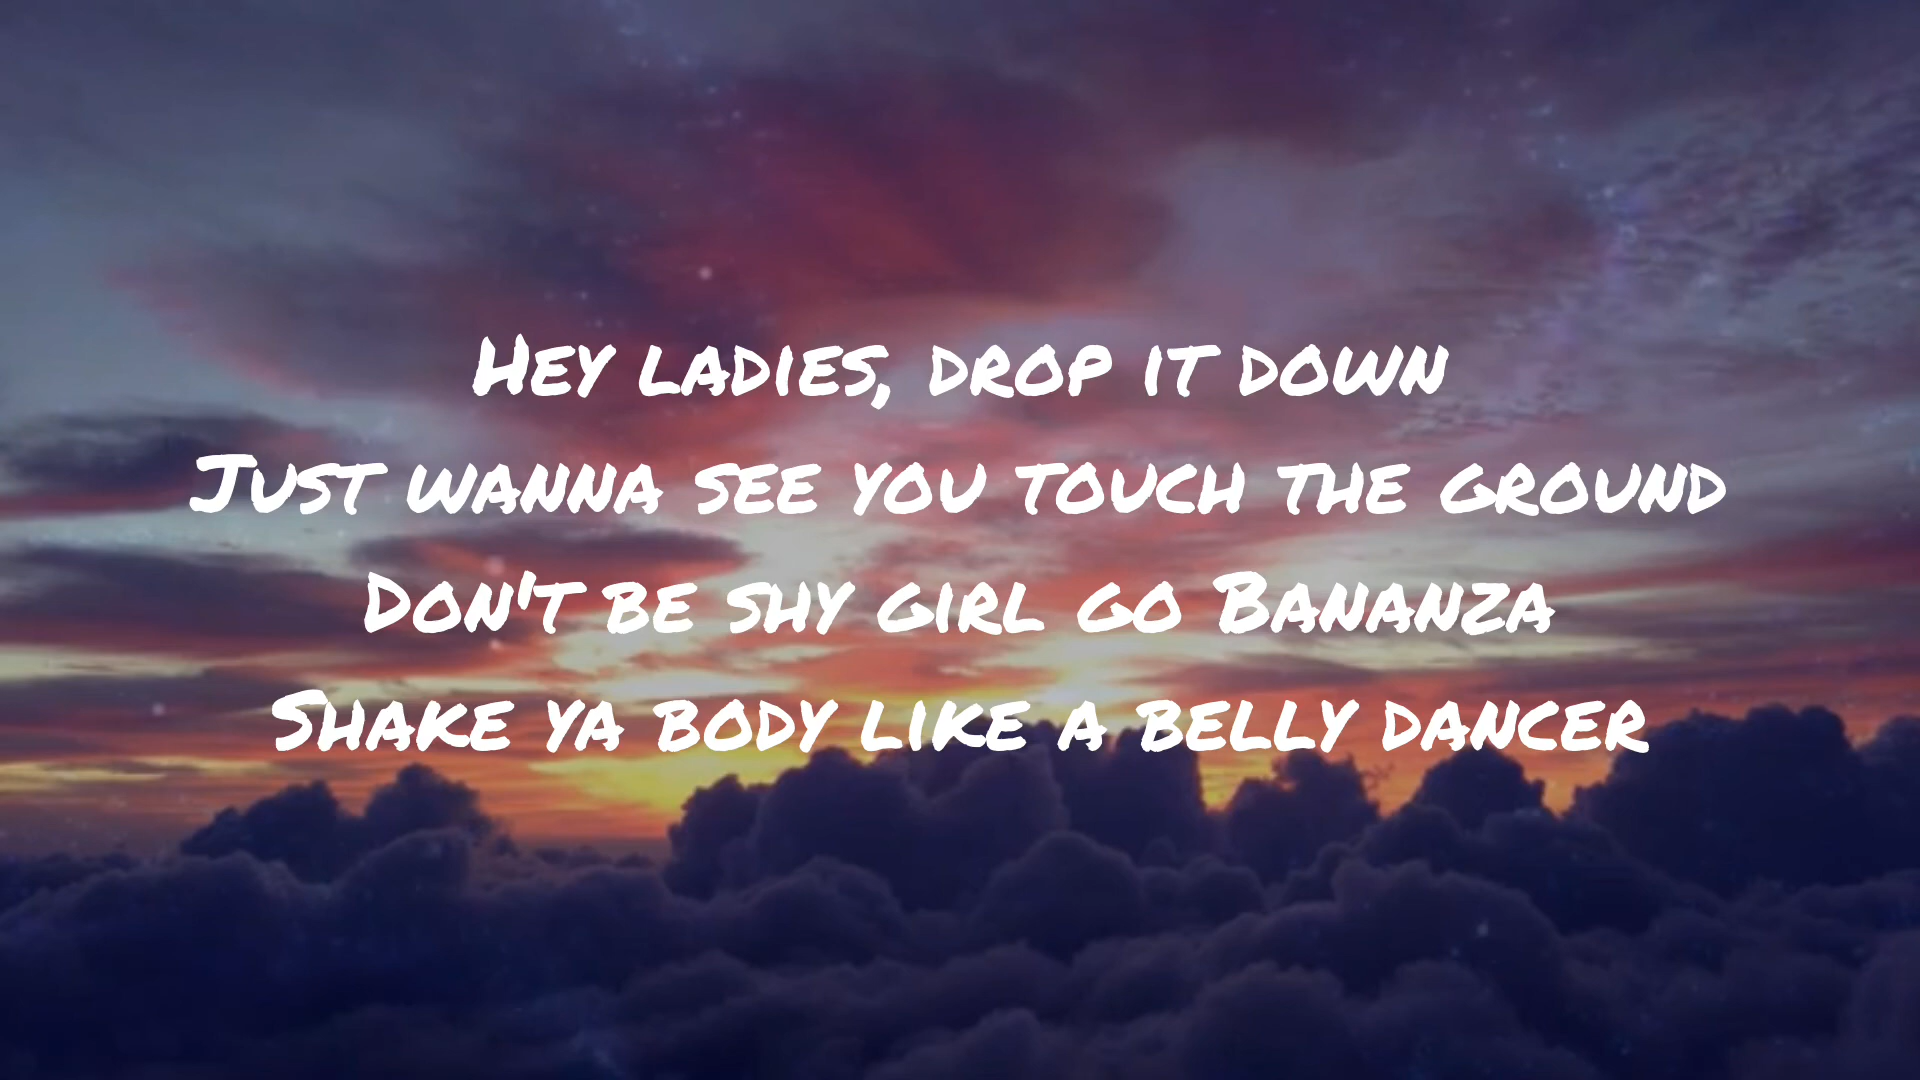 Hey ladies, drop it down
Just wanna see you touch the ground
Don't be shy girl go Bananza
Shake ya body like a belly dancer